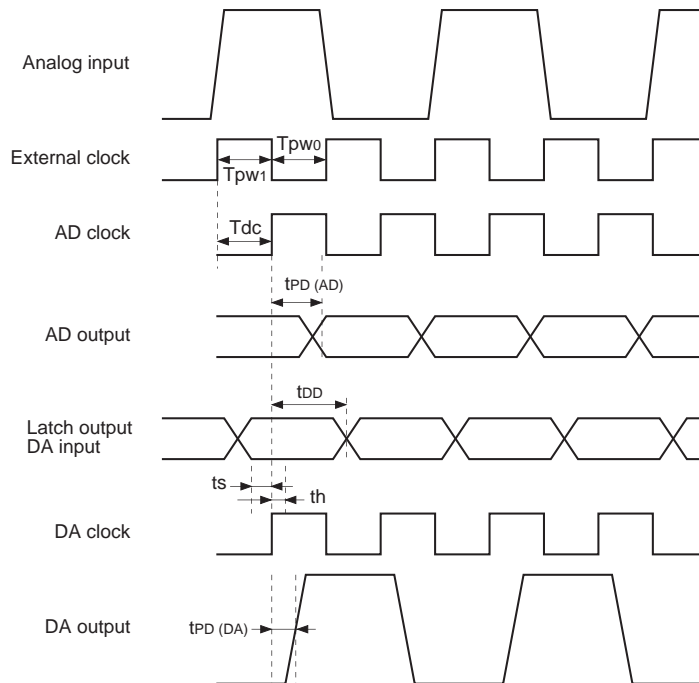 Analog input
External clock
Tpw0
Tpw1
AD clock
Tdc
tPD (AD)
AD output
tDD
Latch output
DA input
ts
th
DA clock
DA output
tPD (DA)